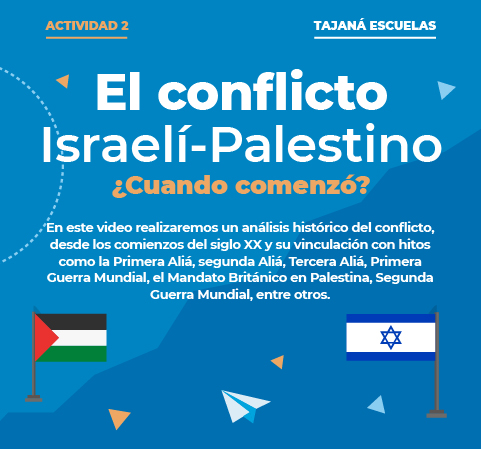 ACTIVIDAD 2
TAJANÁ ESCUELAS
El conflicto
Israelí-Palestino
¿Cuando comenzó?
En este video realizaremos un análisis histórico del conflicto,
desde los comienzos del siglo XX y su vinculación con hitos
como la Primera Aliá, segunda Aliá, Tercera Aliá, Primera
Guerra Mundial, el Mandato Británico en Palestina, Segunda
Guerra Mundial, entre otros.